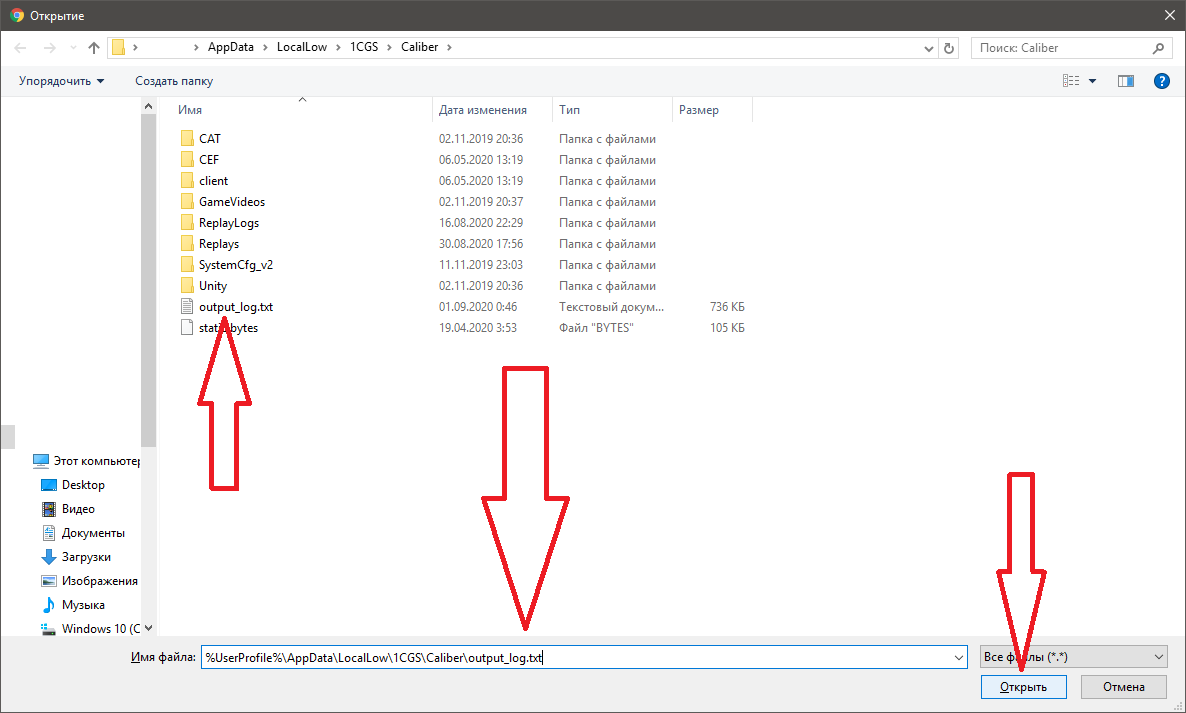 Открытие
AppData › LocalLow › 1CGS › Caliber ›
Поиск: Caliber
Упорядочить
Создать папку
Имя Дата изменения Тип Размер
CAT 02.11.2019 20:36 Папка с файлами
CEF 06.05.2020 13:19 Папка с файлами
client 06.05.2020 13:19 Папка с файлами
GameVideos 02.11.2019 20:37 Папка с файлами
ReplayLogs 16.08.2020 22:29 Папка с файлами
Replays 30.08.2020 17:56 Папка с файлами
SystemCfg_v2 11.11.2019 23:03 Папка с файлами
Unity 02.11.2019 20:36 Папка с файлами
output_log.txt 01.09.2020 0:46 Текстовый докум... 736 КБ
19.04.2020 3:53 Файл "BYTES" 105 КБ
Этот компьютер
Desktop
Видео
Документы
Загрузки
Изображения
Музыка
Windows 10 (C
Имя файла: %UserProfile%\AppData\LocalLow\1CGS\Caliber\output_log.txt
Все файлы (*.*)
Открыть
Отмена